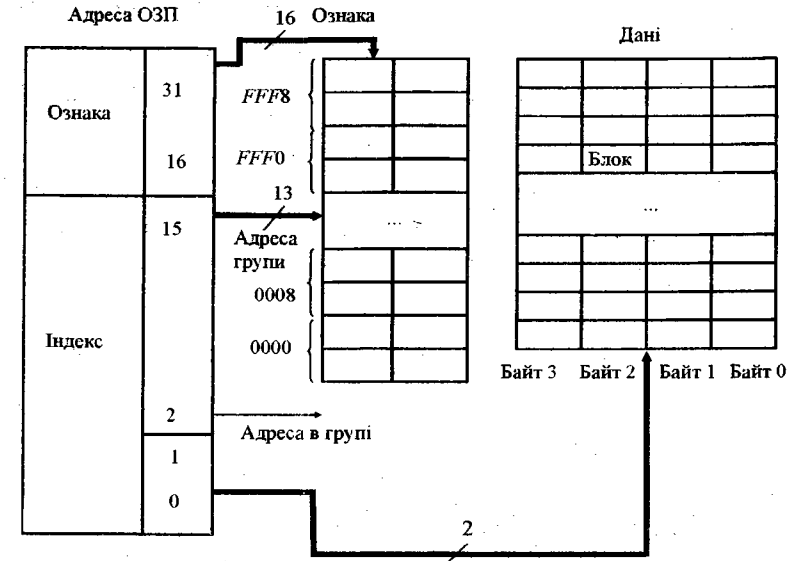 Адреса ОЗП
16
Ознака
Дані
31
FFF8
Ознака
16
FFF0
Блок
13
15
...
...
Адреса
групи
0008
Індекс
0000
Байт 3
Байт 2
Байт 1
Байт 0
2
Адреса в групі
1
0
2